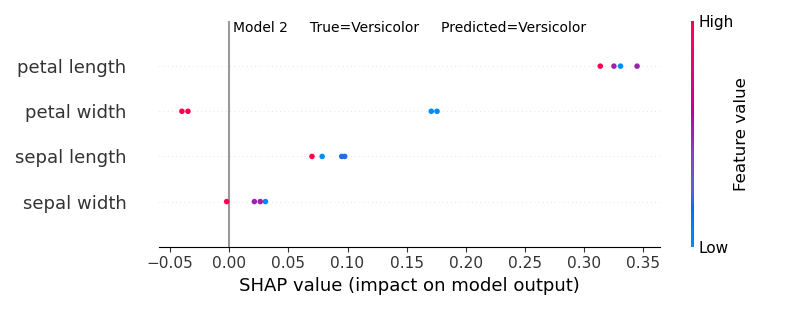 Model 2 True=Versicolor Predicted=Versicolor
High
petal length
petal width
sepal length
sepal width
Feature value
Low
−0.05 0.00 0.05 0.10 0.15 0.20 0.25 0.30 0.35
SHAP value (impact on model output)